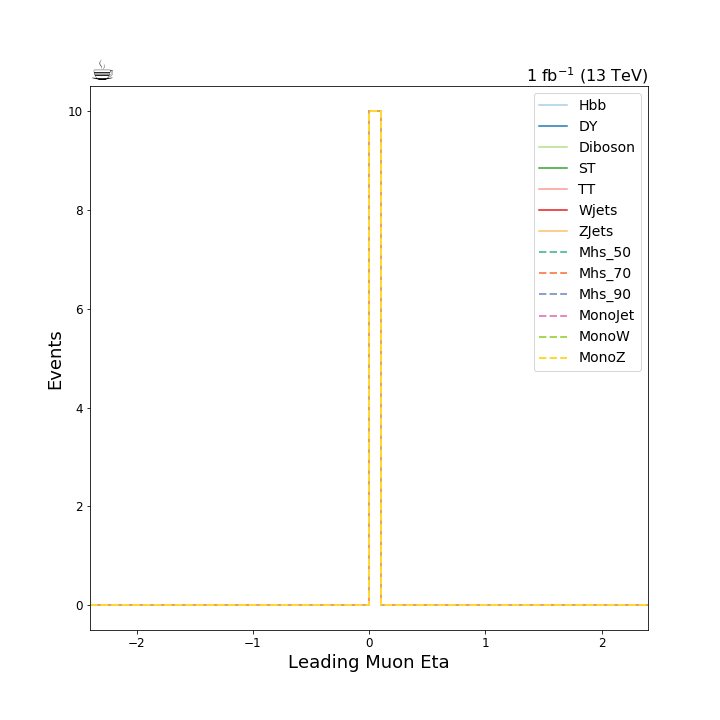 ☕
1 fb⁻¹ (13 TeV)
Hbb
DY
Diboson
ST
TT
Wjets
ZJets
Mhs_50
Mhs_70
Mhs_90
MonoJet
MonoW
MonoZ
10
8
6
4
2
0
Events
−2 −1 0 1 2
Leading Muon Eta